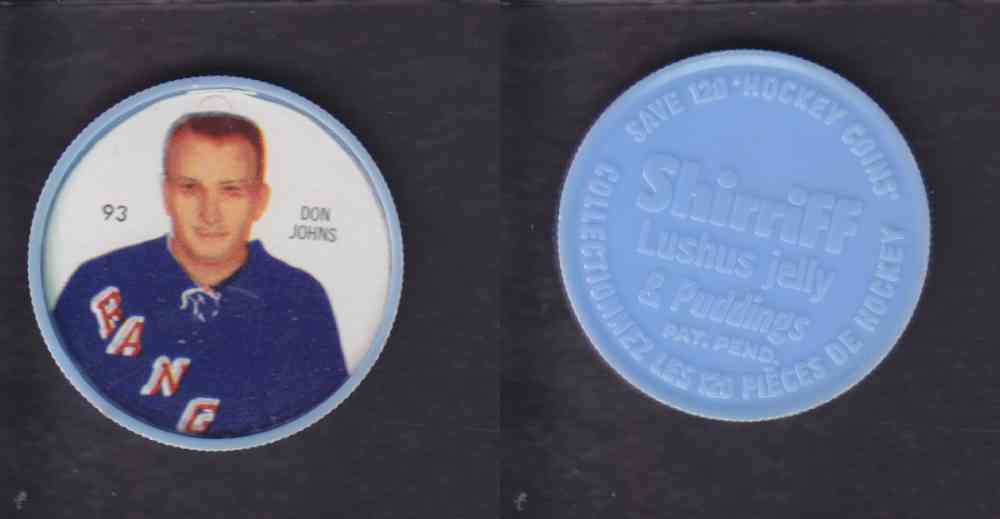 93
DON
JOHNS
RANG
SAVE 120 • HOCKEY COINS
Shirriff
Lushus jelly
& Puddings
PAT. PEND.
COLLECTIONNEZ LES 120 PIÈCES DE HOCKEY